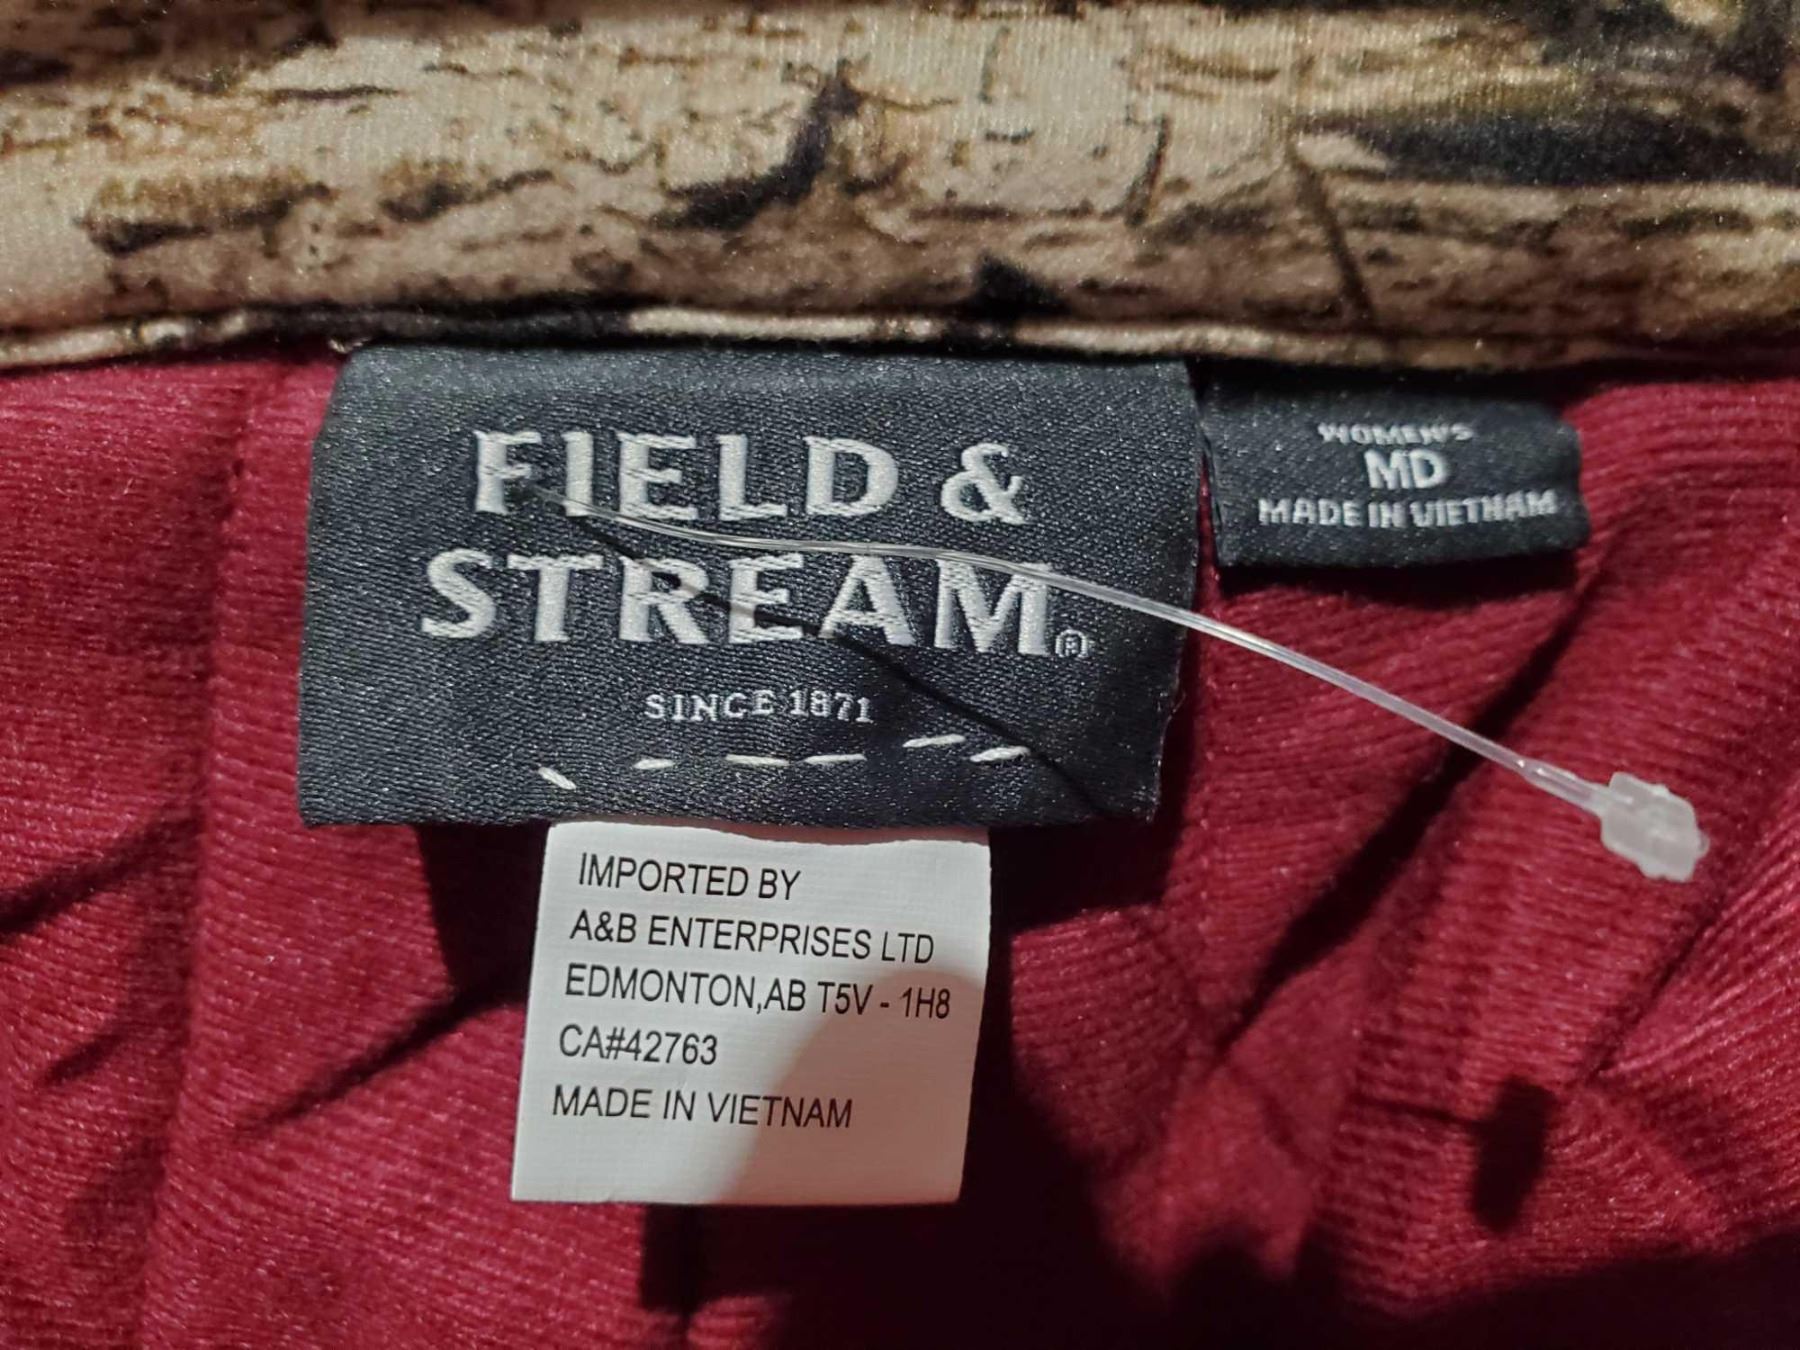 FIELD &
STREAM®
SINCE 1871
WOMEN'S
MD
MADE IN VIETNAM
IMPORTED BY
A&B ENTERPRISES LTD
EDMONTON,AB T5V - 1H8
CA#42763
MADE IN VIETNAM